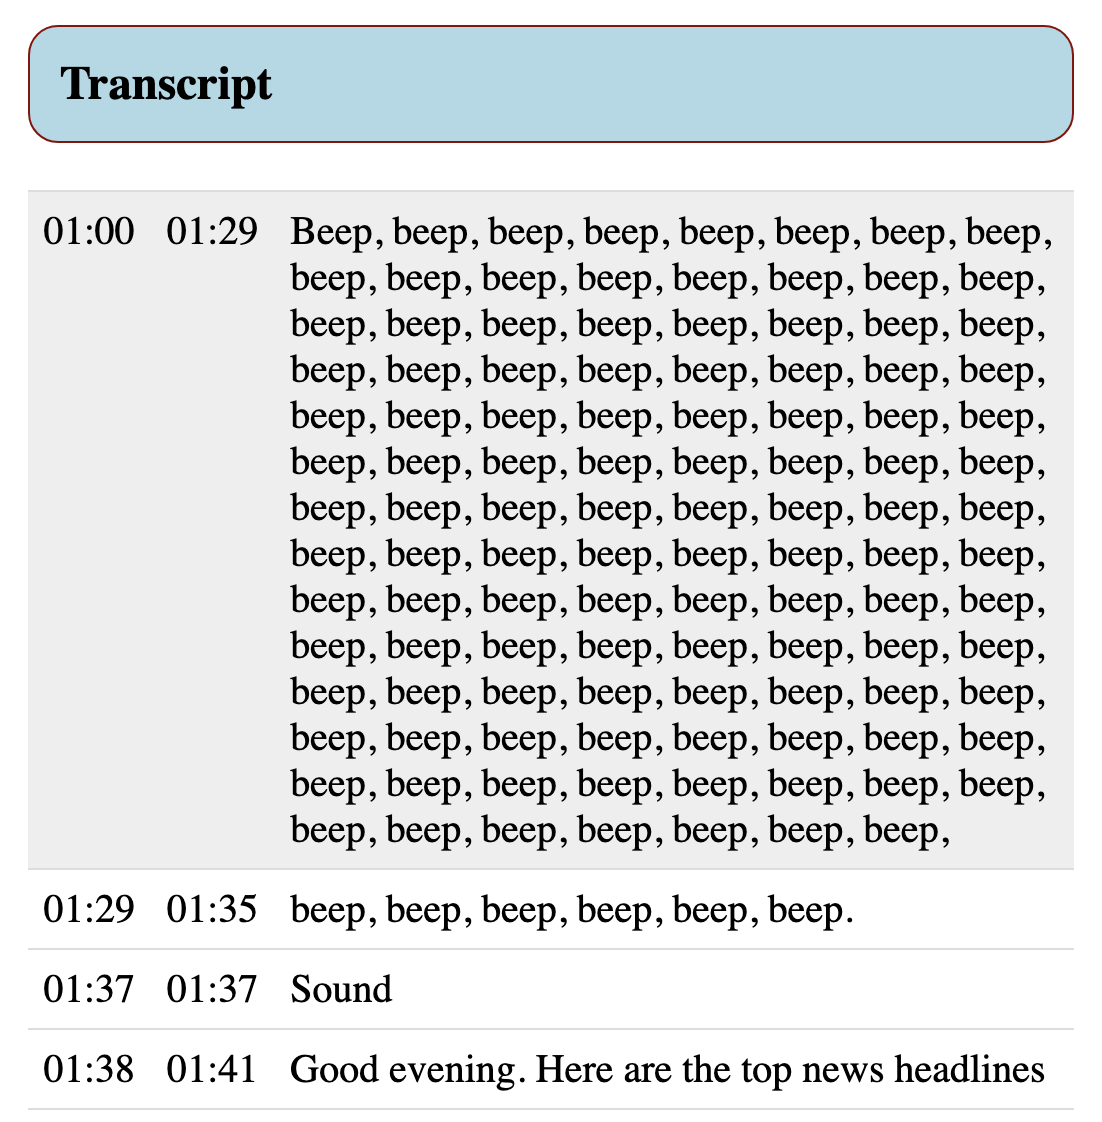 Transcript
01:00 01:29 Beep, beep, beep, beep, beep, beep, beep, beep,
beep, beep, beep, beep, beep, beep, beep, beep,
beep, beep, beep, beep, beep, beep, beep, beep,
beep, beep, beep, beep, beep, beep, beep, beep,
beep, beep, beep, beep, beep, beep, beep, beep,
beep, beep, beep, beep, beep, beep, beep, beep,
beep, beep, beep, beep, beep, beep, beep, beep,
beep, beep, beep, beep, beep, beep, beep, beep,
beep, beep, beep, beep, beep, beep, beep, beep,
beep, beep, beep, beep, beep, beep, beep, beep,
beep, beep, beep, beep, beep, beep, beep, beep,
beep, beep, beep, beep, beep, beep, beep, beep,
beep, beep, beep, beep, beep, beep, beep, beep,
beep, beep, beep, beep, beep, beep, beep,
01:29 01:35 beep, beep, beep, beep, beep, beep.
01:37 01:37 Sound
01:38 01:41 Good evening. Here are the top news headlines